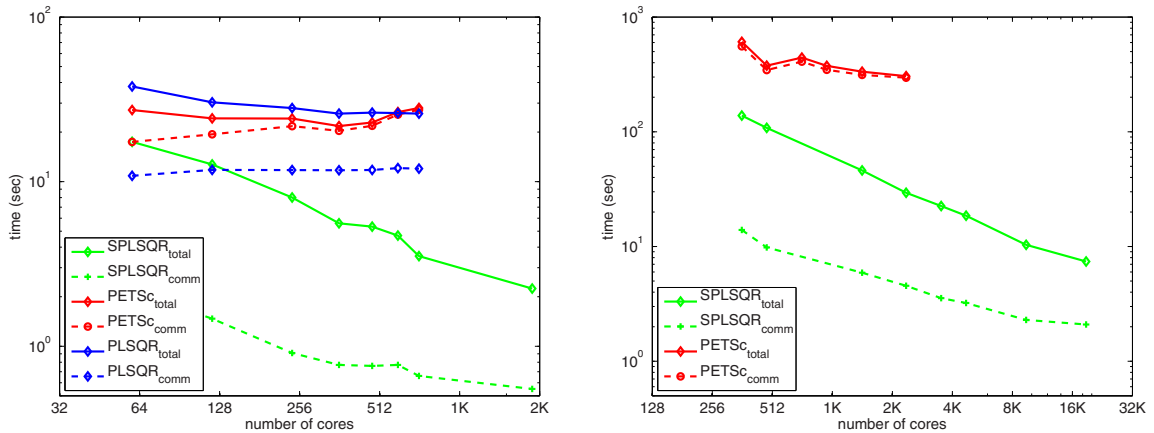 10^2
10^1
10^0
time (sec)
32
64
128
256
512
1K
2K
number of cores
SPLSQR_total
SPLSQR_comm
PETSc_total
PETSc_comm
PLSQR_total
PLSQR_comm
10^3
10^2
10^1
10^0
time (sec)
128
256
512
1K
2K
4K
8K
16K
32K
number of cores
SPLSQR_total
SPLSQR_comm
PETSc_total
PETSc_comm